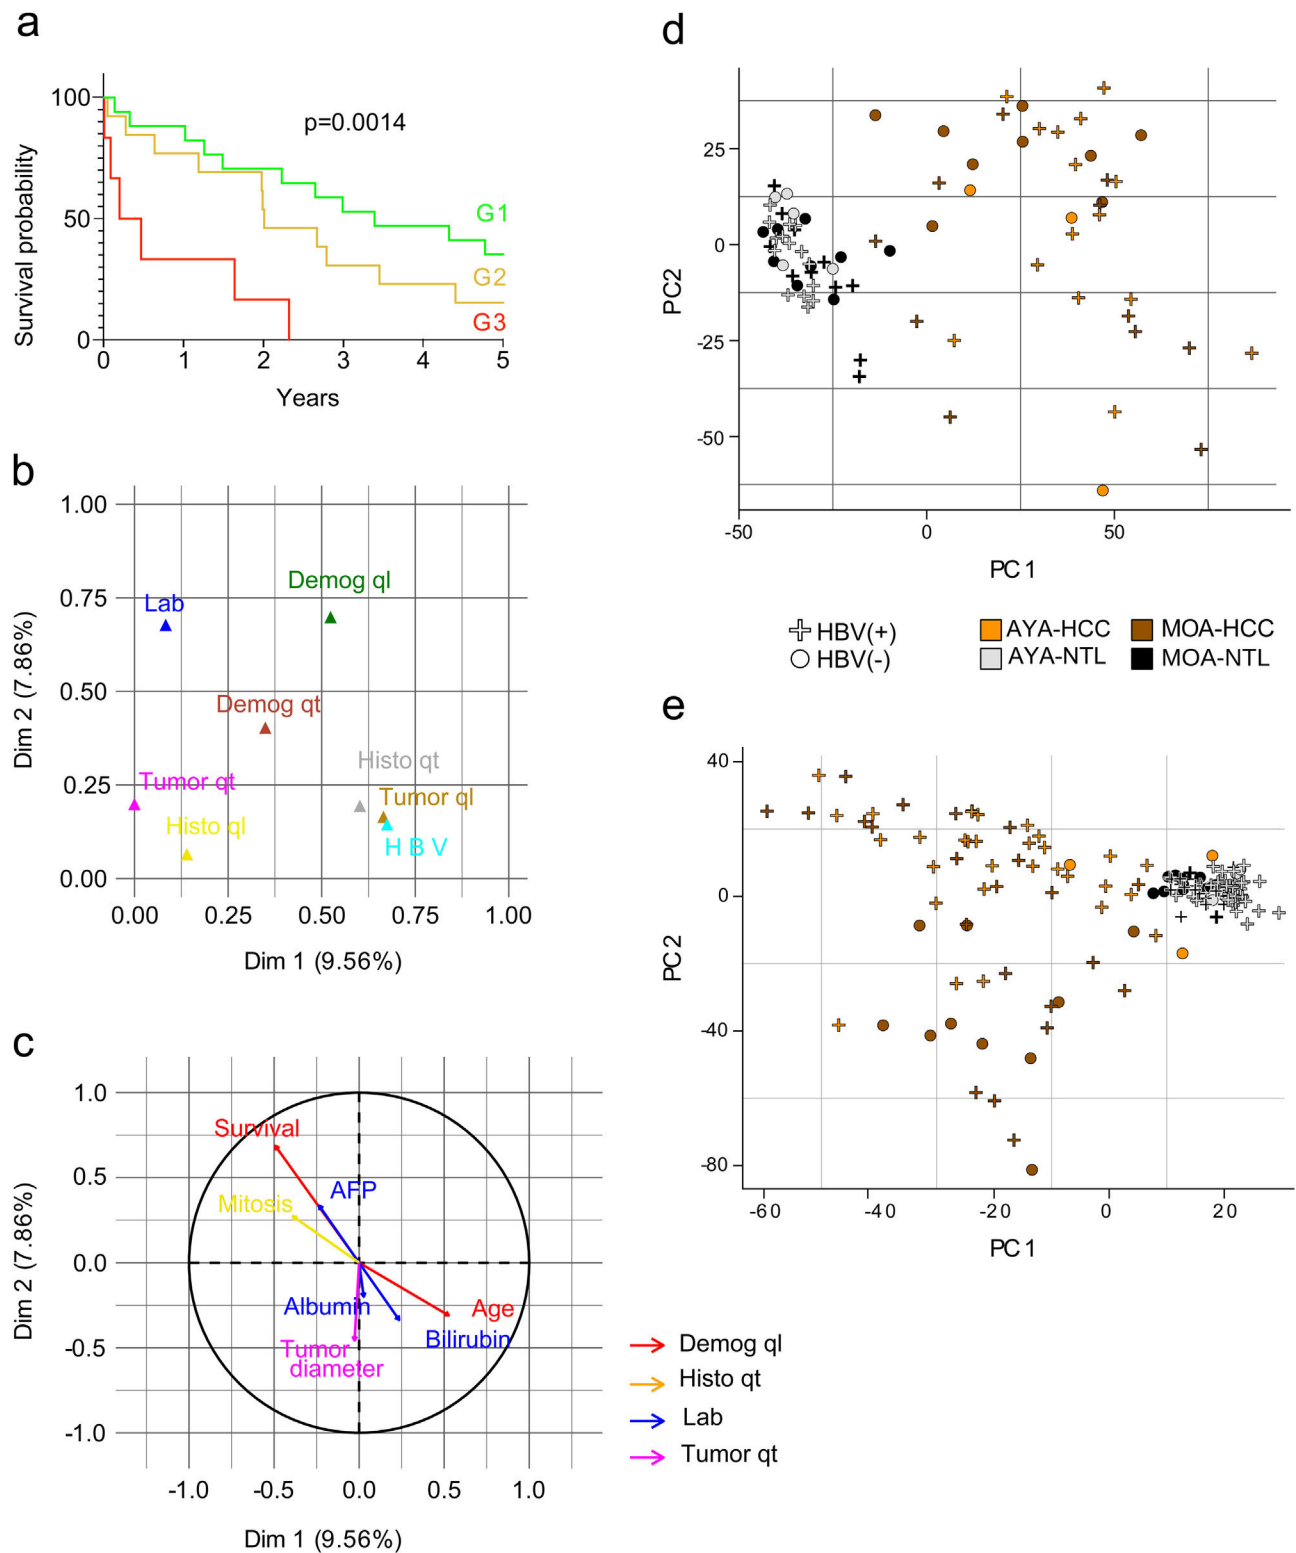 a
100
50
0
Survival probability
p=0.0014
G1
G2
G3
0 1 2 3 4 5
Years
b
1.00
0.75
0.50
0.25
0.00
Dim 2 (7.86%)
Demog ql
Lab
Demog qt
Histo qt
Tumor qt
Tumor ql
Histo ql
H B V
0.00 0.25 0.50 0.75 1.00
Dim 1 (9.56%)
c
1.0
0.5
0.0
-0.5
-1.0
Dim 2 (7.86%)
Survival
AFP
Mitosis
Albumin
Age
Bilirubin
Tumor
diameter
-1.0 -0.5 0.0 0.5 1.0
Dim 1 (9.56%)
Demog ql
Histo qt
Lab
Tumor qt
d
25
0
-25
-50
PC2
-50 0 50
PC1
HBV(+) AYA-HCC MOA-HCC
HBV(-) AYA-NTL MOA-NTL
e
40
0
-40
-80
PC2
-60 -40 -20 0 20
PC1